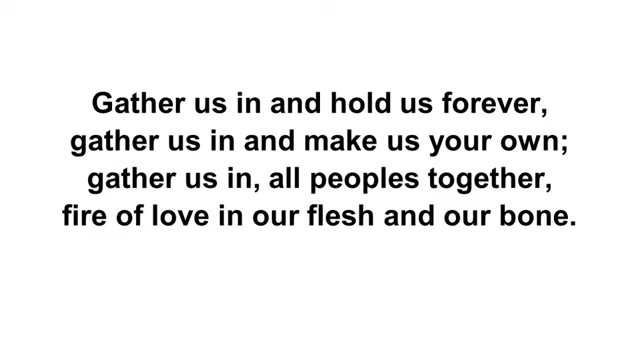 Gather us in and hold us forever,
gather us in and make us your own;
gather us in, all peoples together,
fire of love in our flesh and our bone.